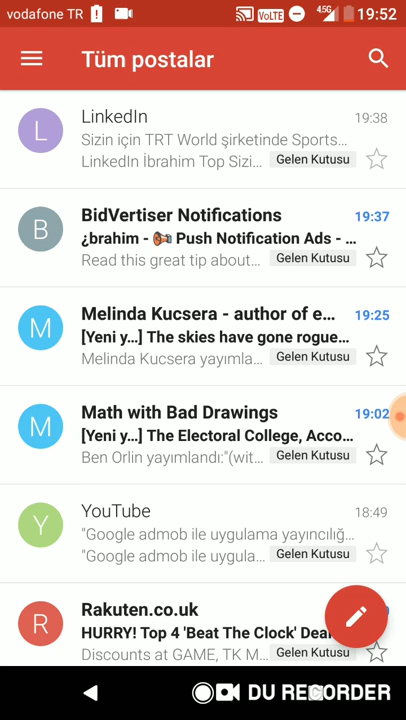 vodafone TR VoLTE 4.5G 19:52
Tüm postalar
L LinkedIn 19:38
Sizin için TRT World şirketinde Sports...
LinkedIn İbrahim Top Sizi... Gelen Kutusu
B BidVertiser Notifications 19:37
¿brahim - Push Notification Ads - ...
Read this great tip about... Gelen Kutusu
M Melinda Kucsera - author of e... 19:25
[Yeni y...] The skies have gone rogue...
Melinda Kucsera yayımla... Gelen Kutusu
M Math with Bad Drawings 19:02
[Yeni y...] The Electoral College, Acco...
Ben Orlin yayımlandı:"(wit... Gelen Kutusu
Y YouTube 18:49
"Google admob ile uygulama yayıncılığ...
"Google admob ile uygula... Gelen Kutusu
R Rakuten.co.uk
HURRY! Top 4 'Beat The Clock' Deal
Discounts at GAME, TK M... Gelen Kutusu
DU RECORDER